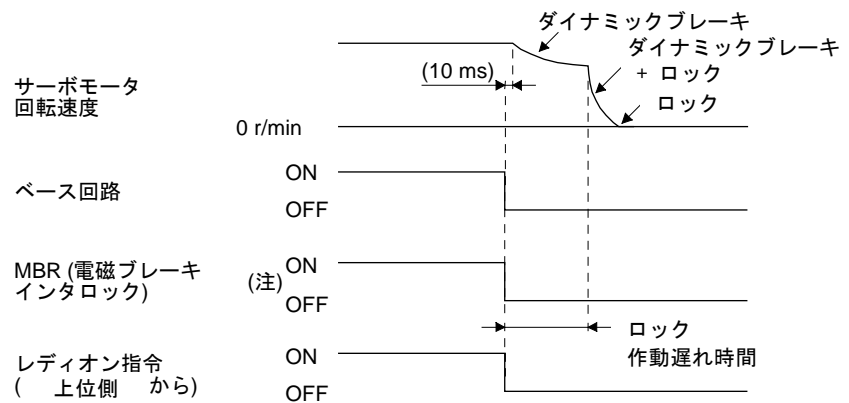 ダイナミックブレーキ
ダイナミックブレーキ
+ ロック
ロック
(10 ms)
サーボモータ
回転速度
0 r/min
ベース回路
ON
OFF
MBR (電磁ブレーキ
インタロック)
(注)
ON
OFF
ロック
作動遅れ時間
レディオン指令
( 上位側 から)
ON
OFF